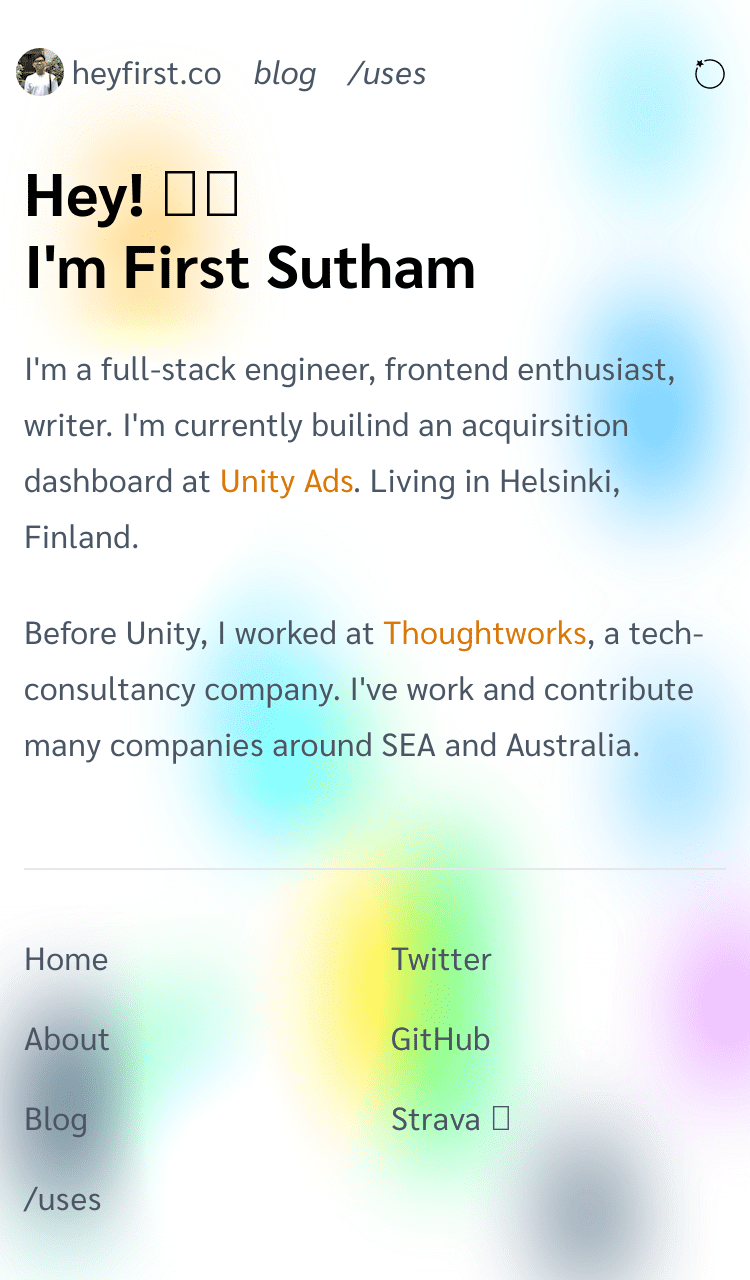 heyfirst.co blog /uses
Hey!
I'm First Sutham
I'm a full-stack engineer, frontend enthusiast,
writer. I'm currently builind an acquirsition
dashboard at Unity Ads. Living in Helsinki,
Finland.
Before Unity, I worked at Thoughtworks, a tech-
consultancy company. I've work and contribute
many companies around SEA and Australia.
Home
Twitter
About
GitHub
Blog
Strava
/uses